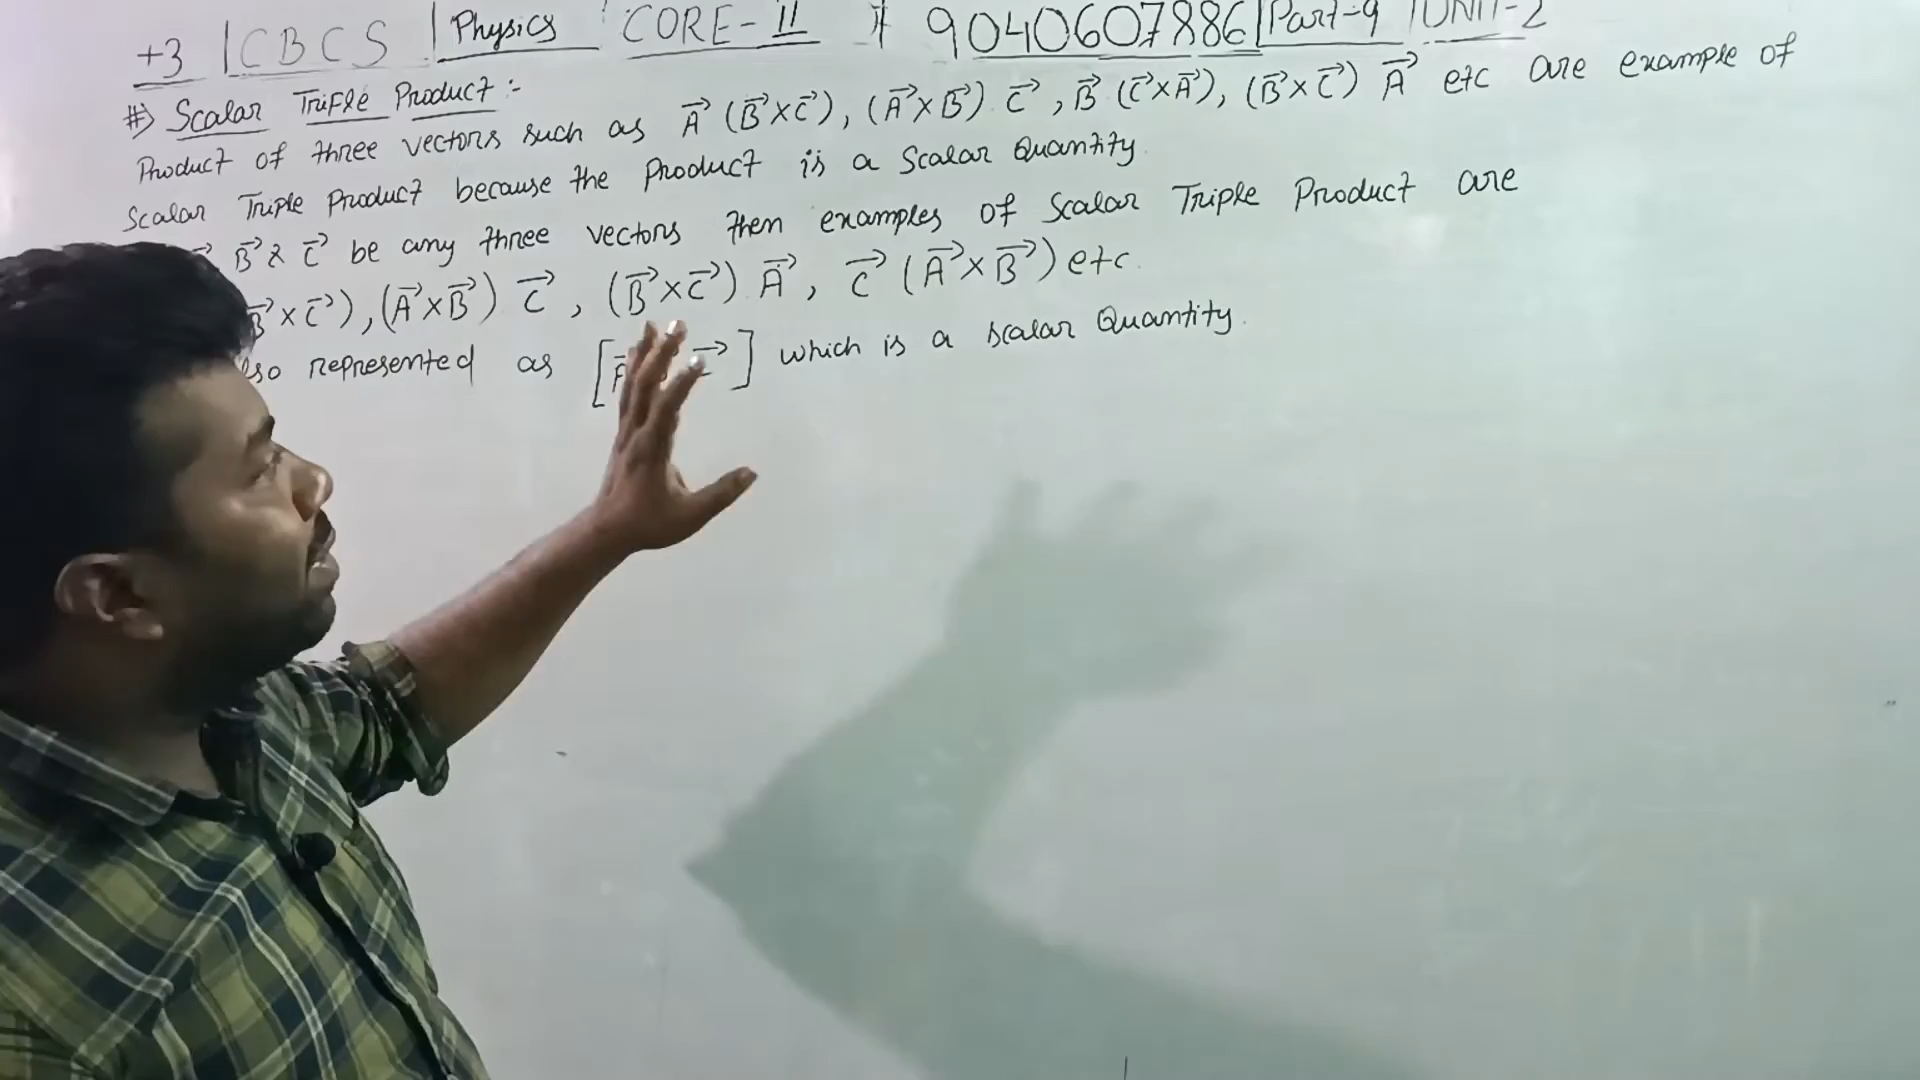 +3 | CBCS | Physics CORE-II 9040607886 | Part-9 | UNIT-2
#⇒ Scalar Trifle Product :-
Product of three vectors such as A⃗ (B⃗×C⃗), (A⃗×B⃗) C⃗, B⃗ (C⃗×A⃗), (B⃗×C⃗) A⃗ etc are example of
Scalar Triple Product because the Product is a Scalar Quantity.
B⃗ & C⃗ be any three vectors then examples of Scalar Triple Product are
B⃗×C⃗), (A⃗×B⃗) C⃗, (B⃗×C⃗) A⃗, C⃗ (A⃗×B⃗) etc.
represented as [ ] which is a scalar Quantity.